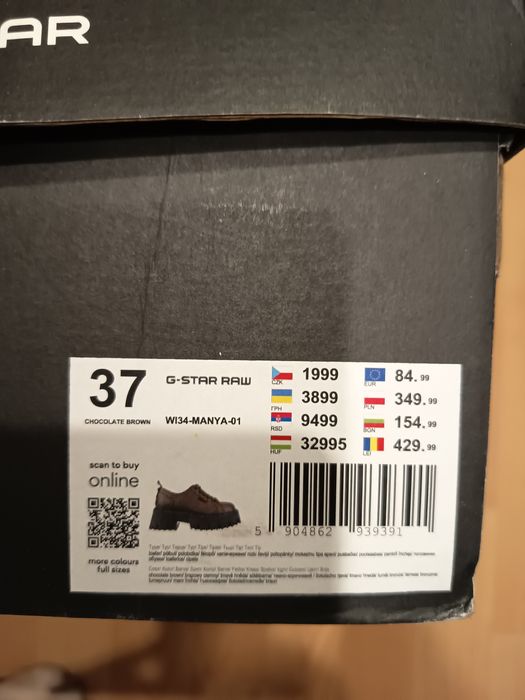 AR
37
G-STAR RAW
CHOCOLATE BROWN
WI34-MANYA-01
CZK 1999
ГРН 3899
RSD 9499
HUF 32995
EUR 84.99
PLN 349.99
BGN 154.99
LEI 429.99
scan to buy
online
more colours
full sizes
5 904862 939391